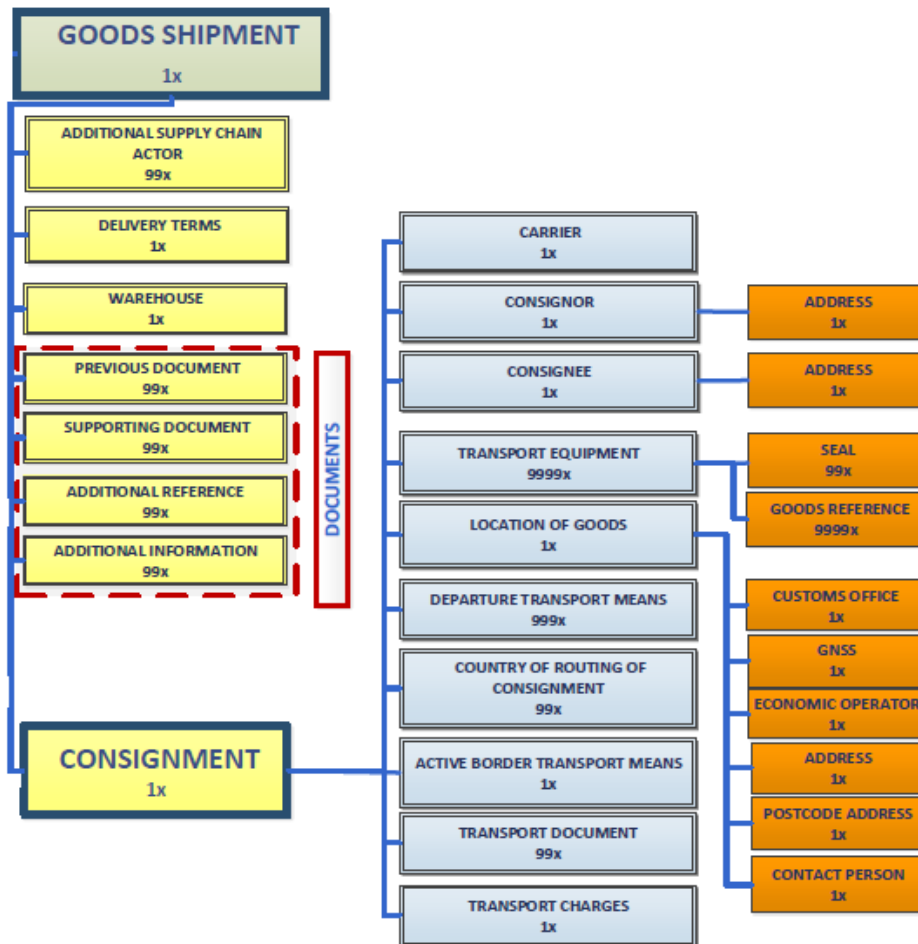 GOODS SHIPMENT
1x
ADDITIONAL SUPPLY CHAIN
ACTOR
99x
DELIVERY TERMS
1x
WAREHOUSE
1x
PREVIOUS DOCUMENT
99x
SUPPORTING DOCUMENT
99x
ADDITIONAL REFERENCE
99x
ADDITIONAL INFORMATION
99x
DOCUMENTS
CONSIGNMENT
1x
CARRIER
1x
CONSIGNOR
1x
CONSIGNEE
1x
TRANSPORT EQUIPMENT
9999x
LOCATION OF GOODS
1x
DEPARTURE TRANSPORT MEANS
999x
COUNTRY OF ROUTING OF
CONSIGNMENT
99x
ACTIVE BORDER TRANSPORT MEANS
1x
TRANSPORT DOCUMENT
99x
TRANSPORT CHARGES
1x
ADDRESS
1x
ADDRESS
1x
SEAL
99x
GOODS REFERENCE
9999x
CUSTOMS OFFICE
1x
GNSS
1x
ECONOMIC OPERATOR
1x
ADDRESS
1x
POSTCODE ADDRESS
1x
CONTACT PERSON
1x